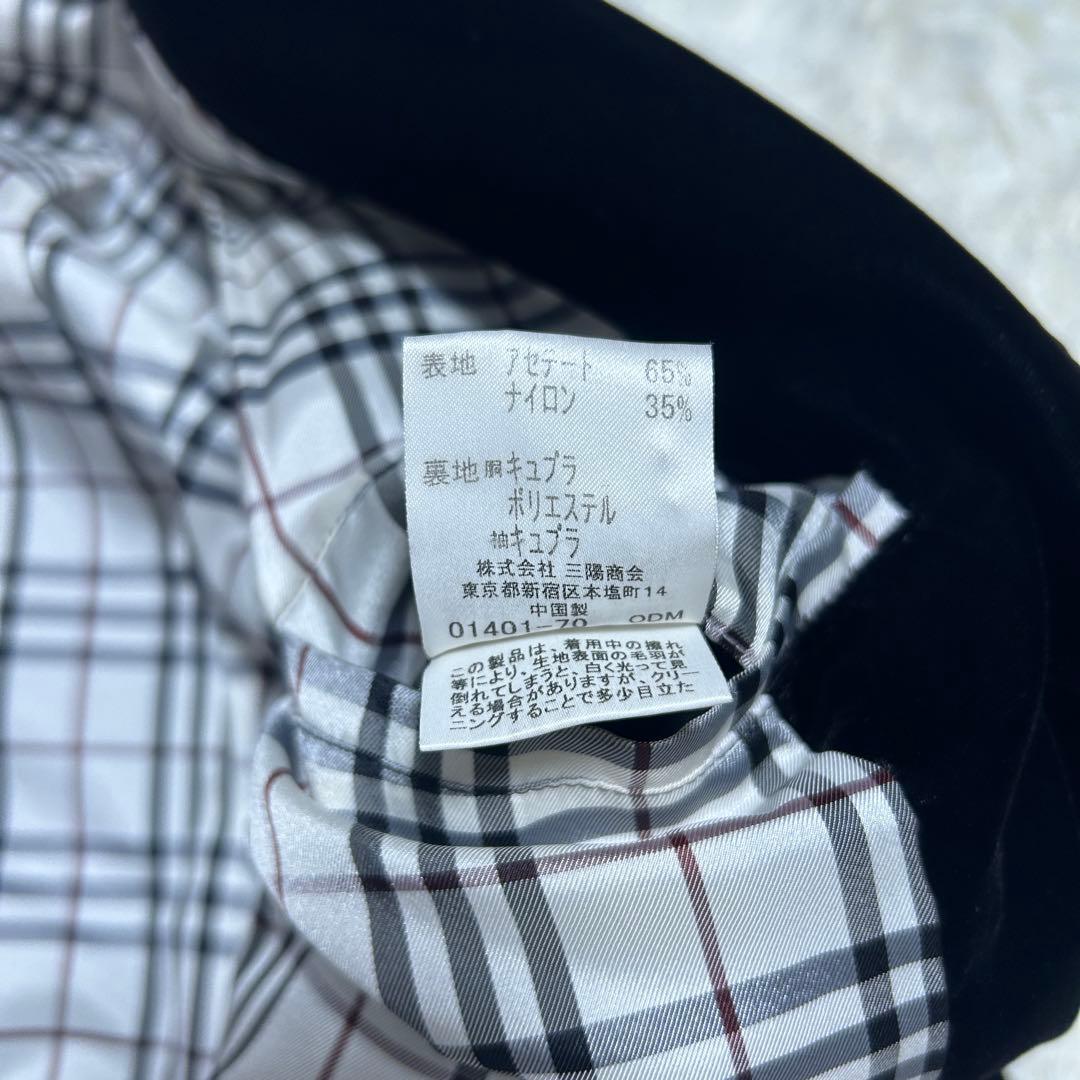 表地 アセテート 65%
ナイロン 35%
裏地 胴キュプラ
ポリエステル
袖キュプラ
株式会社 三陽商会
東京都新宿区本塩町14
中国製
01401-70 ODM
この製品は、着用中の擦れ
等により、生地表面の毛羽が
倒れてしまうと、白く光って見
える場合がありますが、クリー
ニングすることで多少目立た